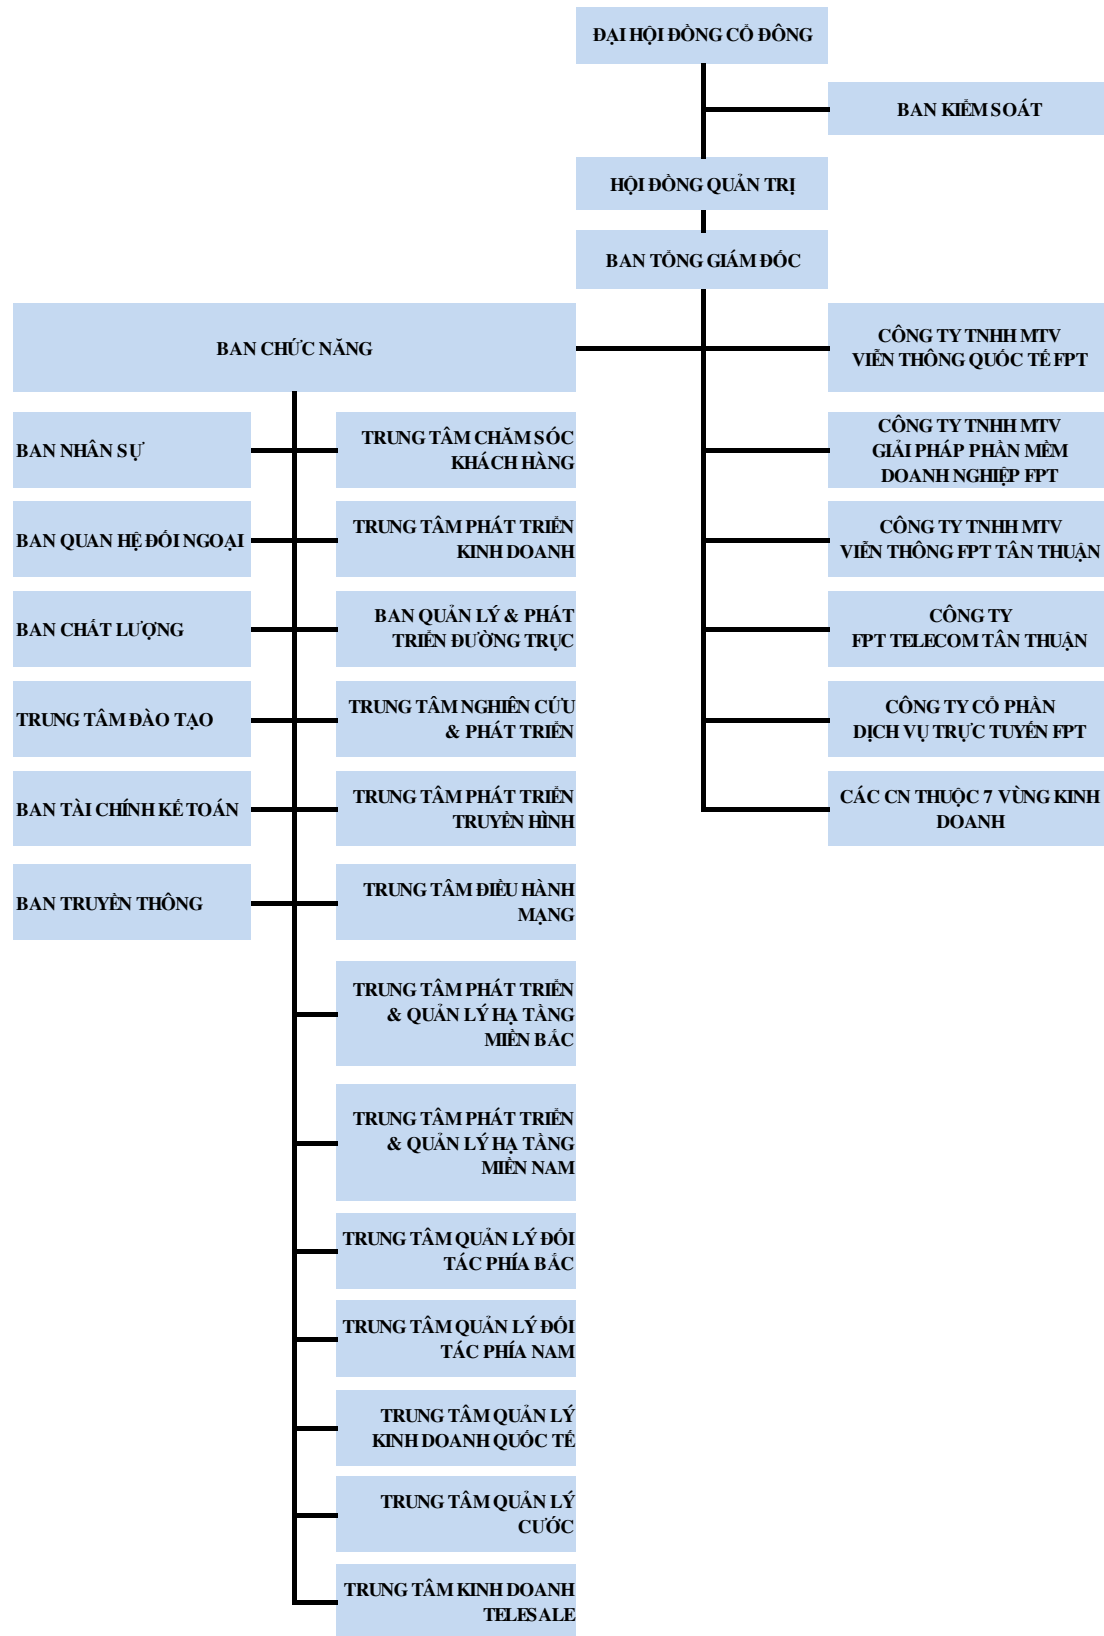 ĐẠI HỘI ĐỒNG CỔ ĐÔNG
BAN KIỂM SOÁT
HỘI ĐỒNG QUẢN TRỊ
BAN TỔNG GIÁM ĐỐC
BAN CHỨC NĂNG
CÔNG TY TNHH MTV
VIỄN THÔNG QUỐC TẾ FPT
BAN NHÂN SỰ
TRUNG TÂM CHĂM SÓC
KHÁCH HÀNG
CÔNG TY TNHH MTV
GIẢI PHÁP PHẦN MỀM
DOANH NGHIỆP FPT
BAN QUAN HỆ ĐỐI NGOẠI
TRUNG TÂM PHÁT TRIỂN
KINH DOANH
CÔNG TY TNHH MTV
VIỄN THÔNG FPT TÂN THUẬN
BAN CHẤT LƯỢNG
BAN QUẢN LÝ & PHÁT
TRIỂN ĐƯỜNG TRỤC
CÔNG TY
FPT TELECOM TÂN THUẬN
TRUNG TÂM ĐÀO TẠO
TRUNG TÂM NGHIÊN CỨU
& PHÁT TRIỂN
CÔNG TY CỔ PHẦN
DỊCH VỤ TRỰC TUYẾN FPT
BAN TÀI CHÍNH KẾ TOÁN
TRUNG TÂM PHÁT TRIỂN
TRUYỀN HÌNH
CÁC CN THUỘC 7 VÙNG KINH
DOANH
BAN TRUYỀN THÔNG
TRUNG TÂM ĐIỀU HÀNH
MẠNG
TRUNG TÂM PHÁT TRIỂN
& QUẢN LÝ HẠ TẦNG
MIỀN BẮC
TRUNG TÂM PHÁT TRIỂN
& QUẢN LÝ HẠ TẦNG
MIỀN NAM
TRUNG TÂM QUẢN LÝ ĐỐI
TÁC PHÍA BẮC
TRUNG TÂM QUẢN LÝ ĐỐI
TÁC PHÍA NAM
TRUNG TÂM QUẢN LÝ
KINH DOANH QUỐC TẾ
TRUNG TÂM QUẢN LÝ
CƯỚC
TRUNG TÂM KINH DOANH
TELESALE